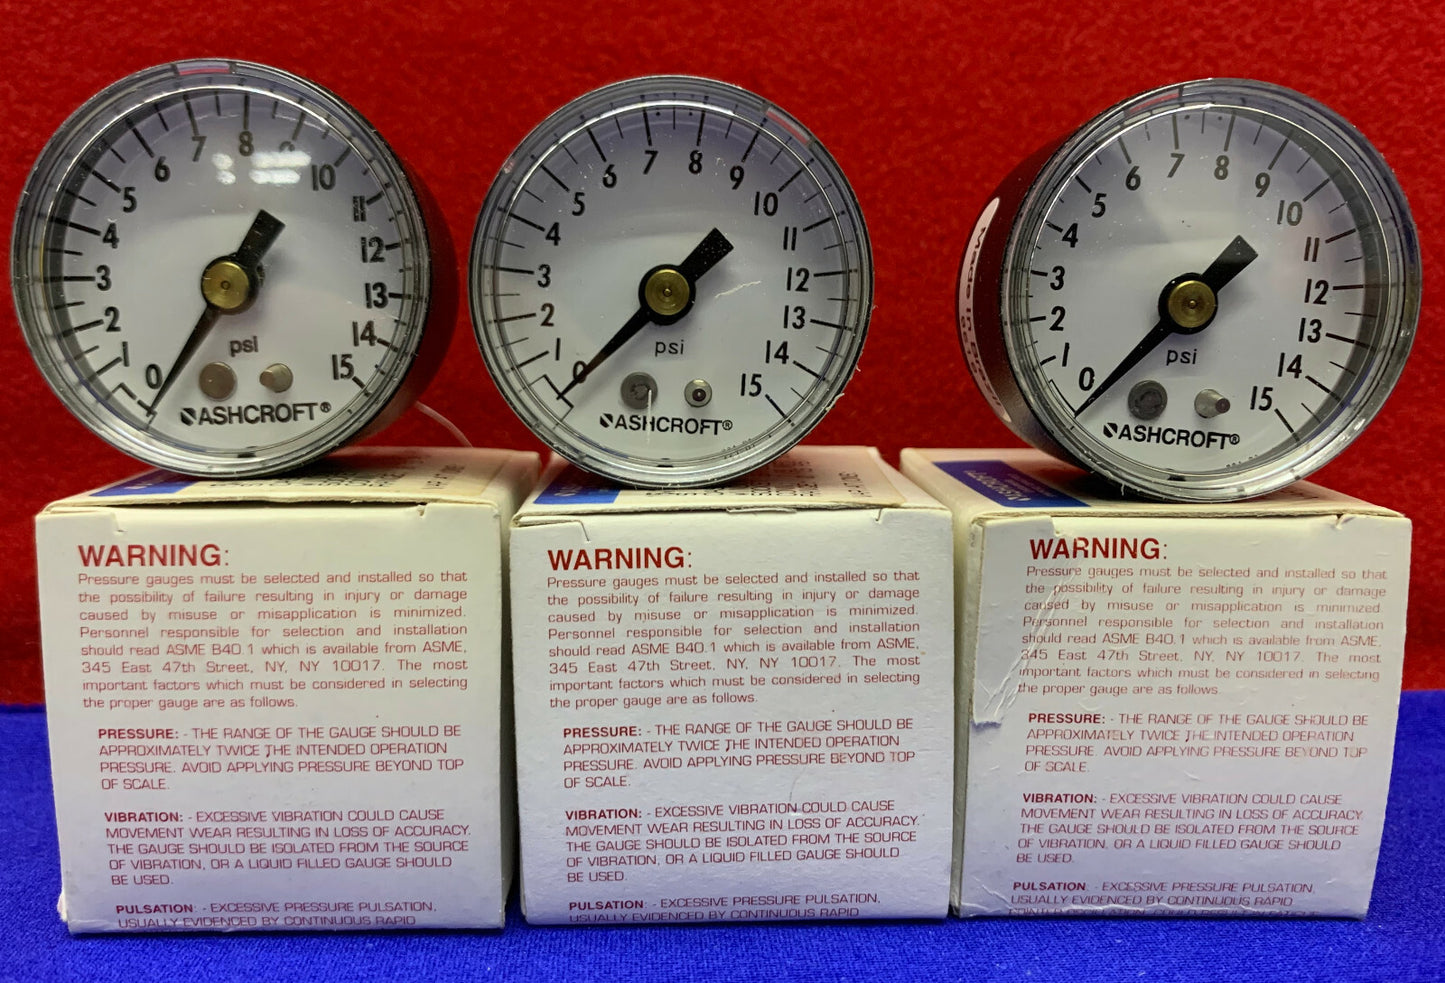 0 1 2 3 4 5 6 7 8 9 10 11 12 13 14 15
psi
ASHCROFT®
0 1 2 3 4 5 6 7 8 9 10 11 12 13 14 15
psi
ASHCROFT®
0 1 2 3 4 5 6 7 8 9 10 11 12 13 14 15
psi
ASHCROFT®
Made in
WARNING:
Pressure gauges must be selected and installed so that
the possibility of failure resulting in injury or damage
caused by misuse or misapplication is minimized.
Personnel responsible for selection and installation
should read ASME B40.1 which is available from ASME,
345 East 47th Street, NY, NY 10017. The most
important factors which must be considered in selecting
the proper gauge are as follows.
PRESSURE: - THE RANGE OF THE GAUGE SHOULD BE
APPROXIMATELY TWICE THE INTENDED OPERATION
PRESSURE. AVOID APPLYING PRESSURE BEYOND TOP
OF SCALE.
VIBRATION: - EXCESSIVE VIBRATION COULD CAUSE
MOVEMENT WEAR RESULTING IN LOSS OF ACCURACY.
THE GAUGE SHOULD BE ISOLATED FROM THE SOURCE
OF VIBRATION, OR A LIQUID FILLED GAUGE SHOULD
BE USED.
PULSATION: - EXCESSIVE PRESSURE PULSATION,
USUALLY EVIDENCED BY CONTINUOUS RAPID
WARNING:
Pressure gauges must be selected and installed so that
the possibility of failure resulting in injury or damage
caused by misuse or misapplication is minimized.
Personnel responsible for selection and installation
should read ASME B40.1 which is available from ASME,
345 East 47th Street, NY, NY 10017. The most
important factors which must be considered in selecting
the proper gauge are as follows.
PRESSURE: - THE RANGE OF THE GAUGE SHOULD BE
APPROXIMATELY TWICE THE INTENDED OPERATION
PRESSURE. AVOID APPLYING PRESSURE BEYOND TOP
OF SCALE.
VIBRATION: - EXCESSIVE VIBRATION COULD CAUSE
MOVEMENT WEAR RESULTING IN LOSS OF ACCURACY.
THE GAUGE SHOULD BE ISOLATED FROM THE SOURCE
OF VIBRATION, OR A LIQUID FILLED GAUGE SHOULD
BE USED.
PULSATION: - EXCESSIVE PRESSURE PULSATION,
USUALLY EVIDENCED BY CONTINUOUS RAPID
WARNING:
Pressure gauges must be selected and installed so that
the possibility of failure resulting in injury or damage
caused by misuse or misapplication is minimized.
Personnel responsible for selection and installation
should read ASME B40.1 which is available from ASME,
345 East 47th Street, NY, NY 10017. The most
important factors which must be considered in selecting
the proper gauge are as follows.
PRESSURE: - THE RANGE OF THE GAUGE SHOULD BE
APPROXIMATELY TWICE THE INTENDED OPERATION
PRESSURE. AVOID APPLYING PRESSURE BEYOND TOP
OF SCALE.
VIBRATION: - EXCESSIVE VIBRATION COULD CAUSE
MOVEMENT WEAR RESULTING IN LOSS OF ACCURACY.
THE GAUGE SHOULD BE ISOLATED FROM THE SOURCE
OF VIBRATION, OR A LIQUID FILLED GAUGE SHOULD
BE USED.
PULSATION: - EXCESSIVE PRESSURE PULSATION,
USUALLY EVIDENCED BY CONTINUOUS RAPID